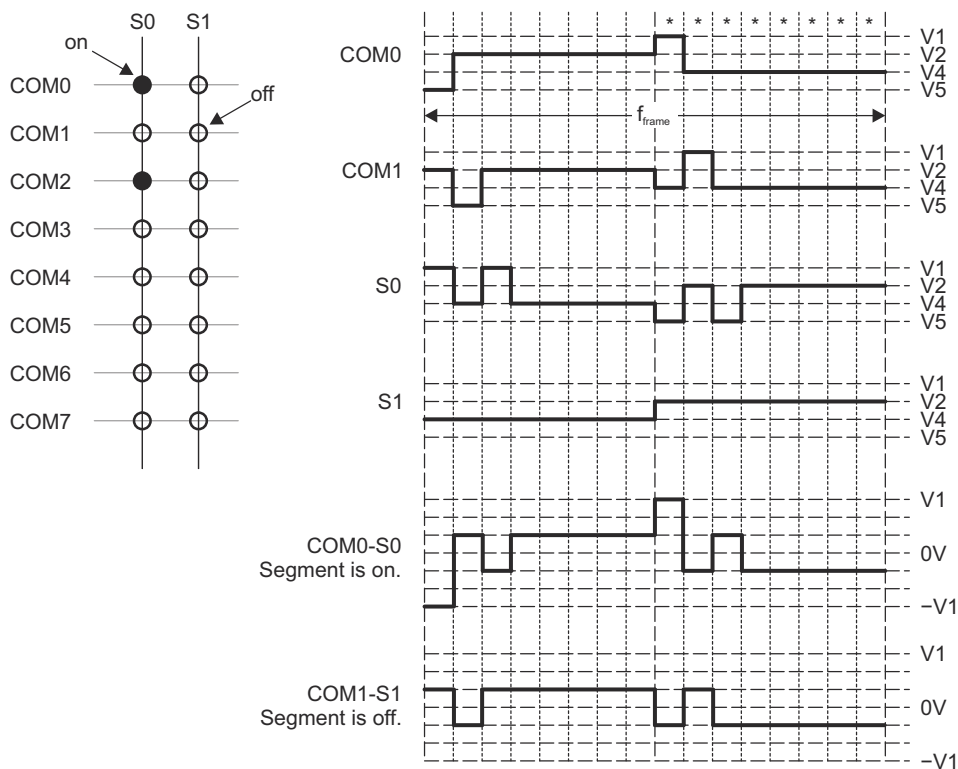 S0 S1
on
COM0
off
COM1
COM2
COM3
COM4
COM5
COM6
COM7
* * * * * * * *
COM0
V1
V2
V4
V5
fframe
COM1
V1
V2
V4
V5
S0
V1
V2
V4
V5
S1
V1
V2
V4
V5
COM0-S0
Segment is on.
V1
0V
−V1
COM1-S1
Segment is off.
V1
0V
−V1